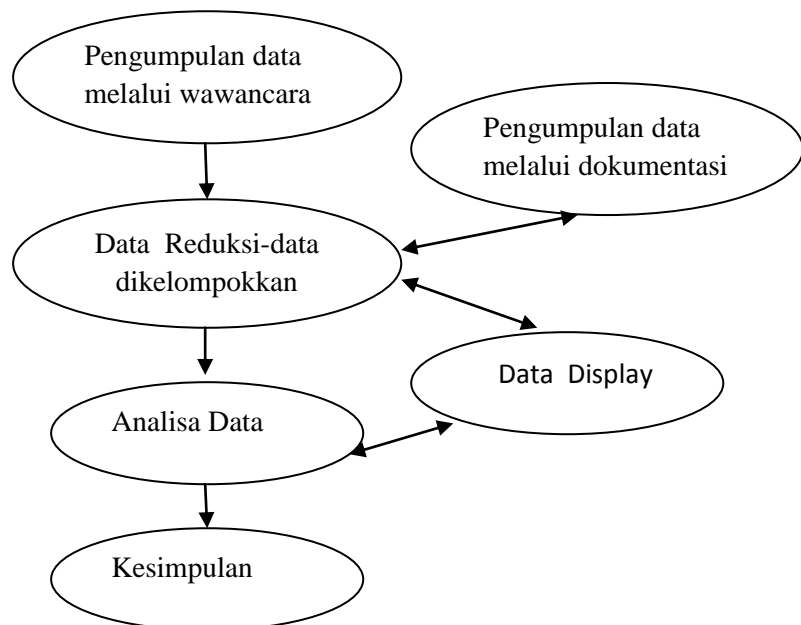 Pengumpulan data
melalui wawancara
Pengumpulan data
melalui dokumentasi
Data  Reduksi-data
dikelompokkan
Data  Display
Analisa Data
Kesimpulan